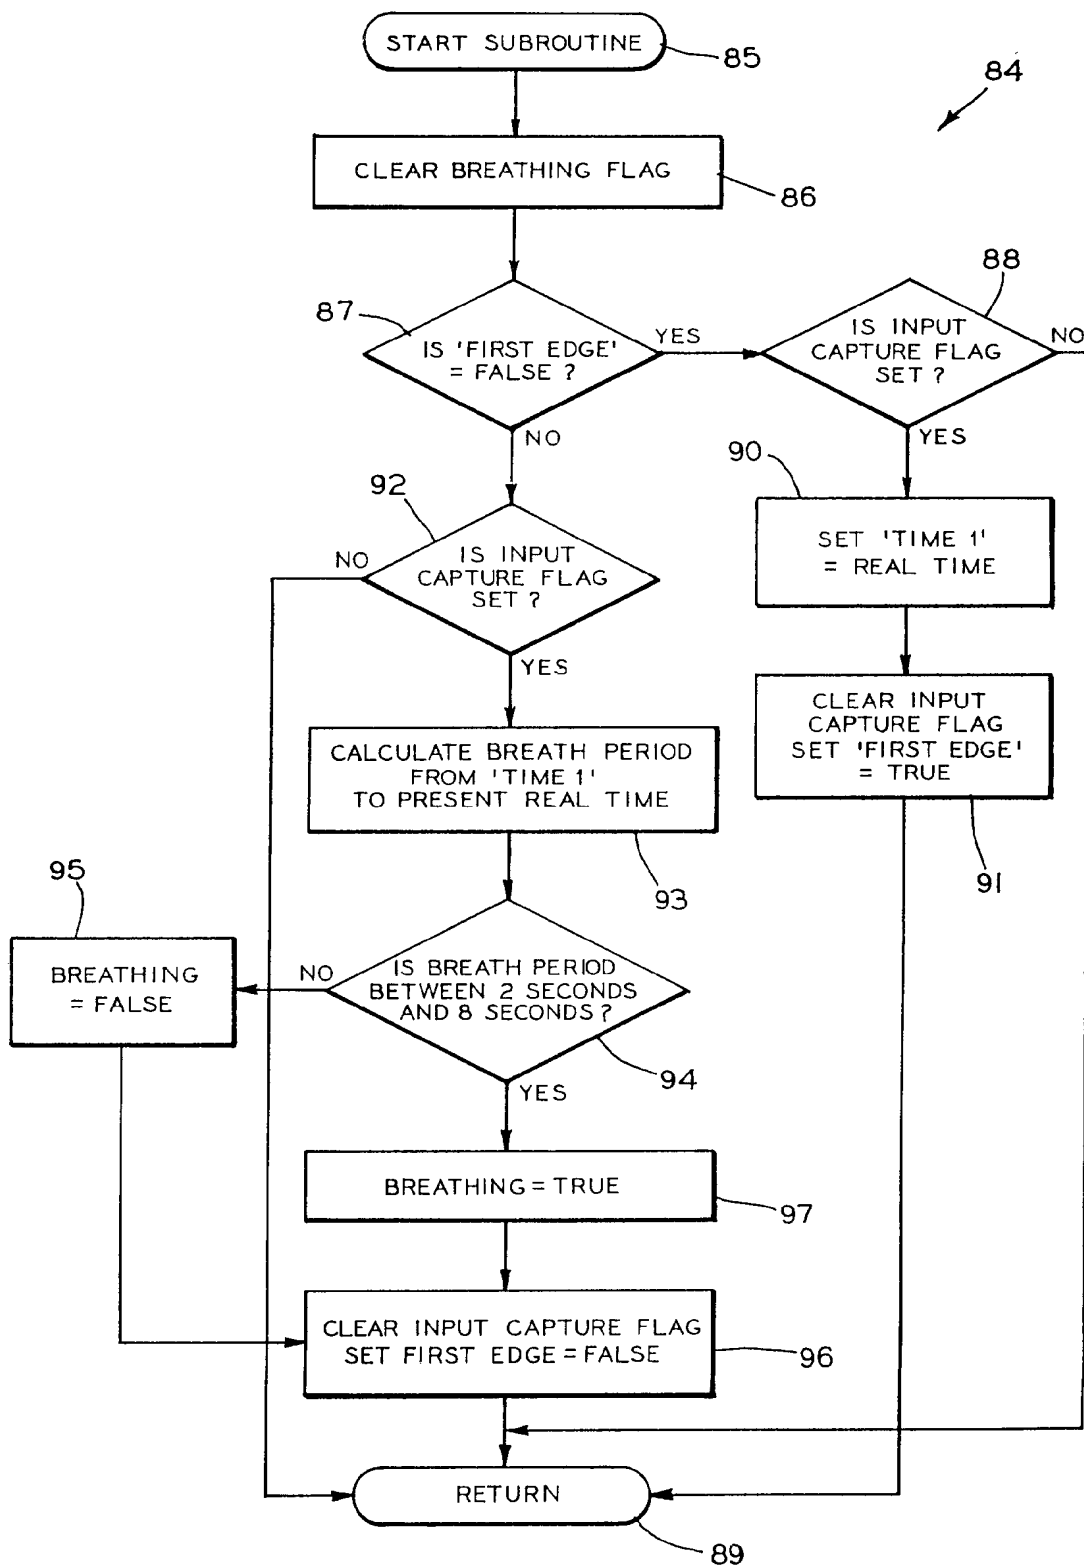 START SUBROUTINE
85
84
CLEAR BREATHING FLAG
86
87
IS 'FIRST EDGE'
= FALSE ?
YES
NO
88
IS INPUT
CAPTURE FLAG
SET ?
NO
YES
90
SET 'TIME 1'
= REAL TIME
92
IS INPUT
CAPTURE FLAG
SET ?
NO
YES
CLEAR INPUT
CAPTURE FLAG
SET 'FIRST EDGE'
= TRUE
91
CALCULATE BREATH PERIOD
FROM 'TIME 1'
TO PRESENT REAL TIME
93
95
BREATHING
= FALSE
NO
IS BREATH PERIOD
BETWEEN 2 SECONDS
AND 8 SECONDS ?
94
YES
BREATHING = TRUE
97
CLEAR INPUT CAPTURE FLAG
SET FIRST EDGE = FALSE
96
RETURN
89